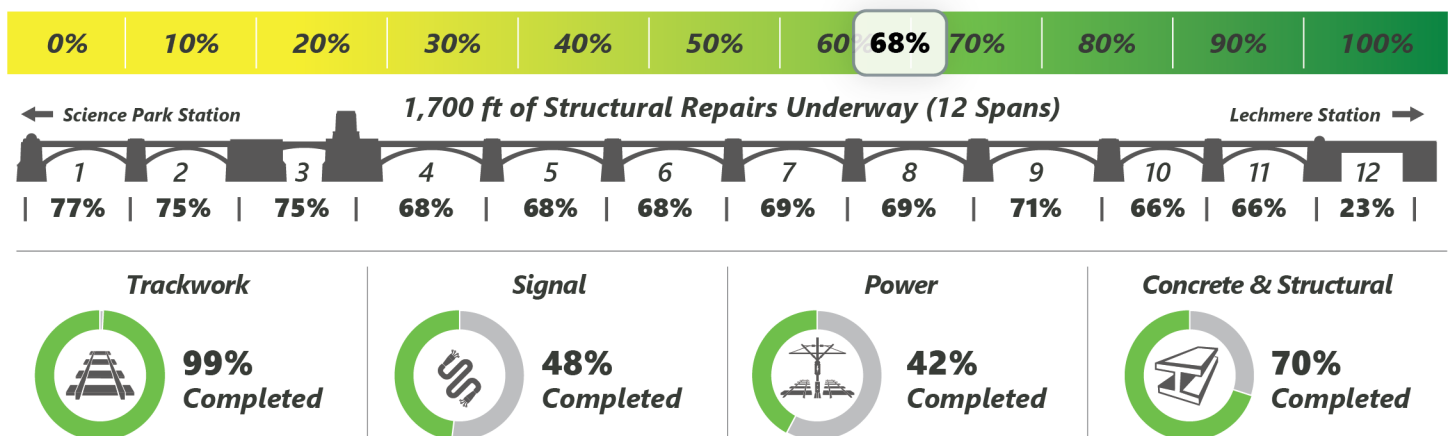 0% 10% 20% 30% 40% 50% 60% 68% 70% 80% 90% 100%
1,700 ft of Structural Repairs Underway (12 Spans)
Science Park Station
Lechmere Station
1 2 3 4 5 6 7 8 9 10 11 12
| 77% | 75% | 75% | 68% | 68% | 68% | 69% | 69% | 71% | 66% | 66% | 23% |
Trackwork
99%
Completed
Signal
48%
Completed
Power
42%
Completed
Concrete & Structural
70%
Completed